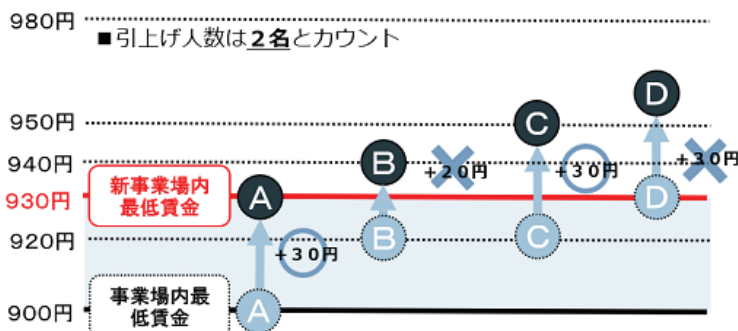 980円
■引上げ人数は2名とカウント
950円
940円
930円
920円
900円
新事業場内
最低賃金
事業場内最
低賃金
A
A
+30円
B
B
+20円
C
C
+30円
D
D
+30円